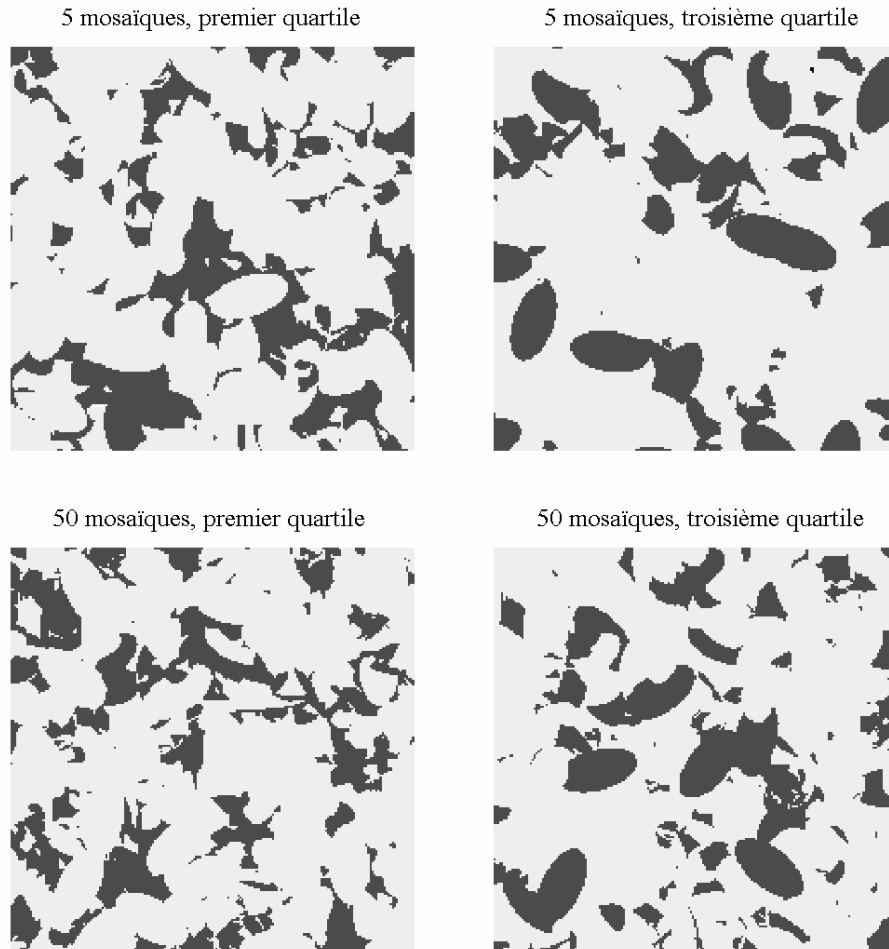 5 mosaïques, premier quartile
5 mosaïques, troisième quartile
50 mosaïques, premier quartile
50 mosaïques, troisième quartile